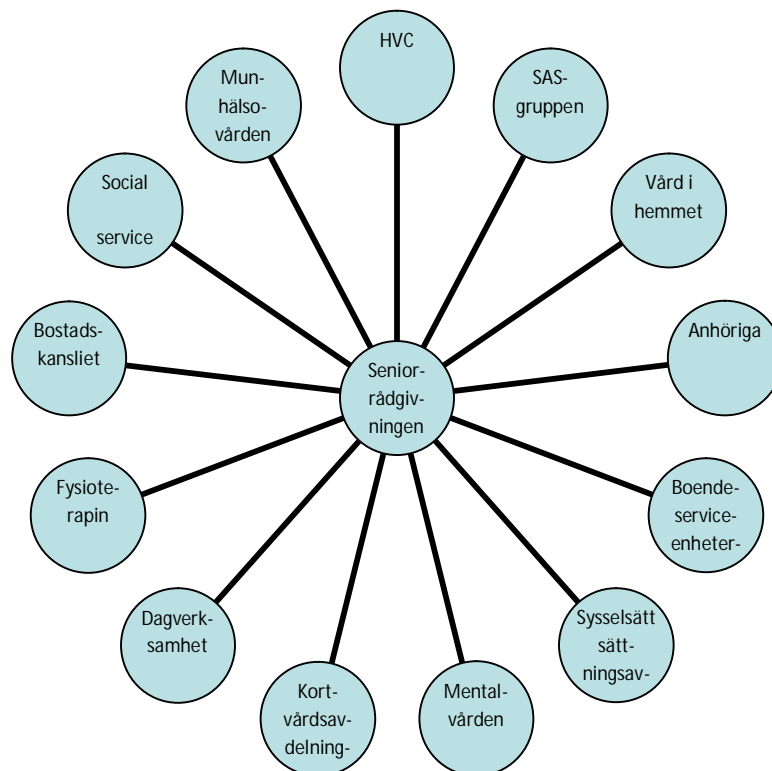 HVC
SAS-
gruppen
Vård i
hemmet
Anhöriga
Boende-
service-
enheter-
Sysselsätt
sätt-
ningsav-
Mental-
vården
Kort-
vårdsav-
delning-
Dagverk-
samhet
Fysiote-
rapin
Bostads-
kansliet
Social
service
Mun-
hälso-
vården
Senior-
rådgiv-
ningen